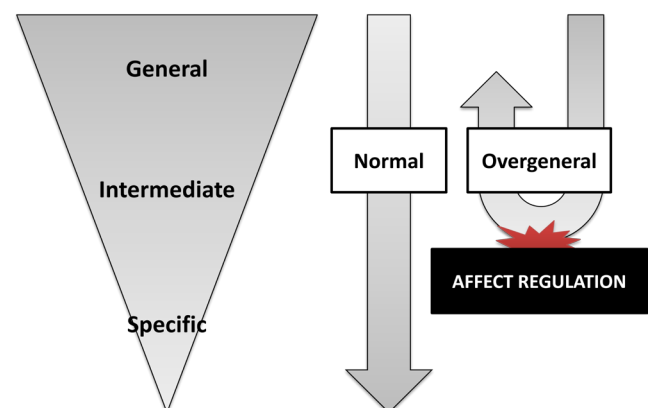 General
Intermediate
Specific
Normal
Overgeneral
AFFECT REGULATION